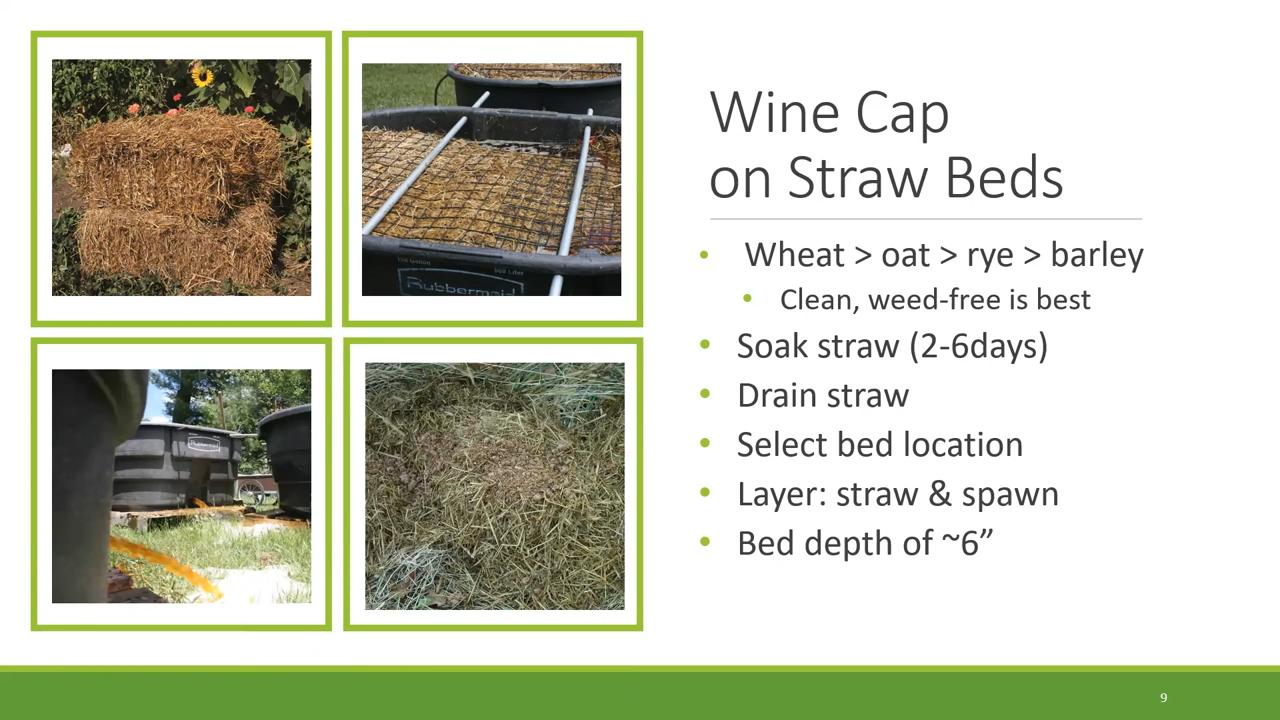 Wine Cap
on Straw Beds
• Wheat > oat > rye > barley
• Clean, weed-free is best
• Soak straw (2-6days)
• Drain straw
• Select bed location
• Layer: straw & spawn
• Bed depth of ~6”
Rubbermaid
9